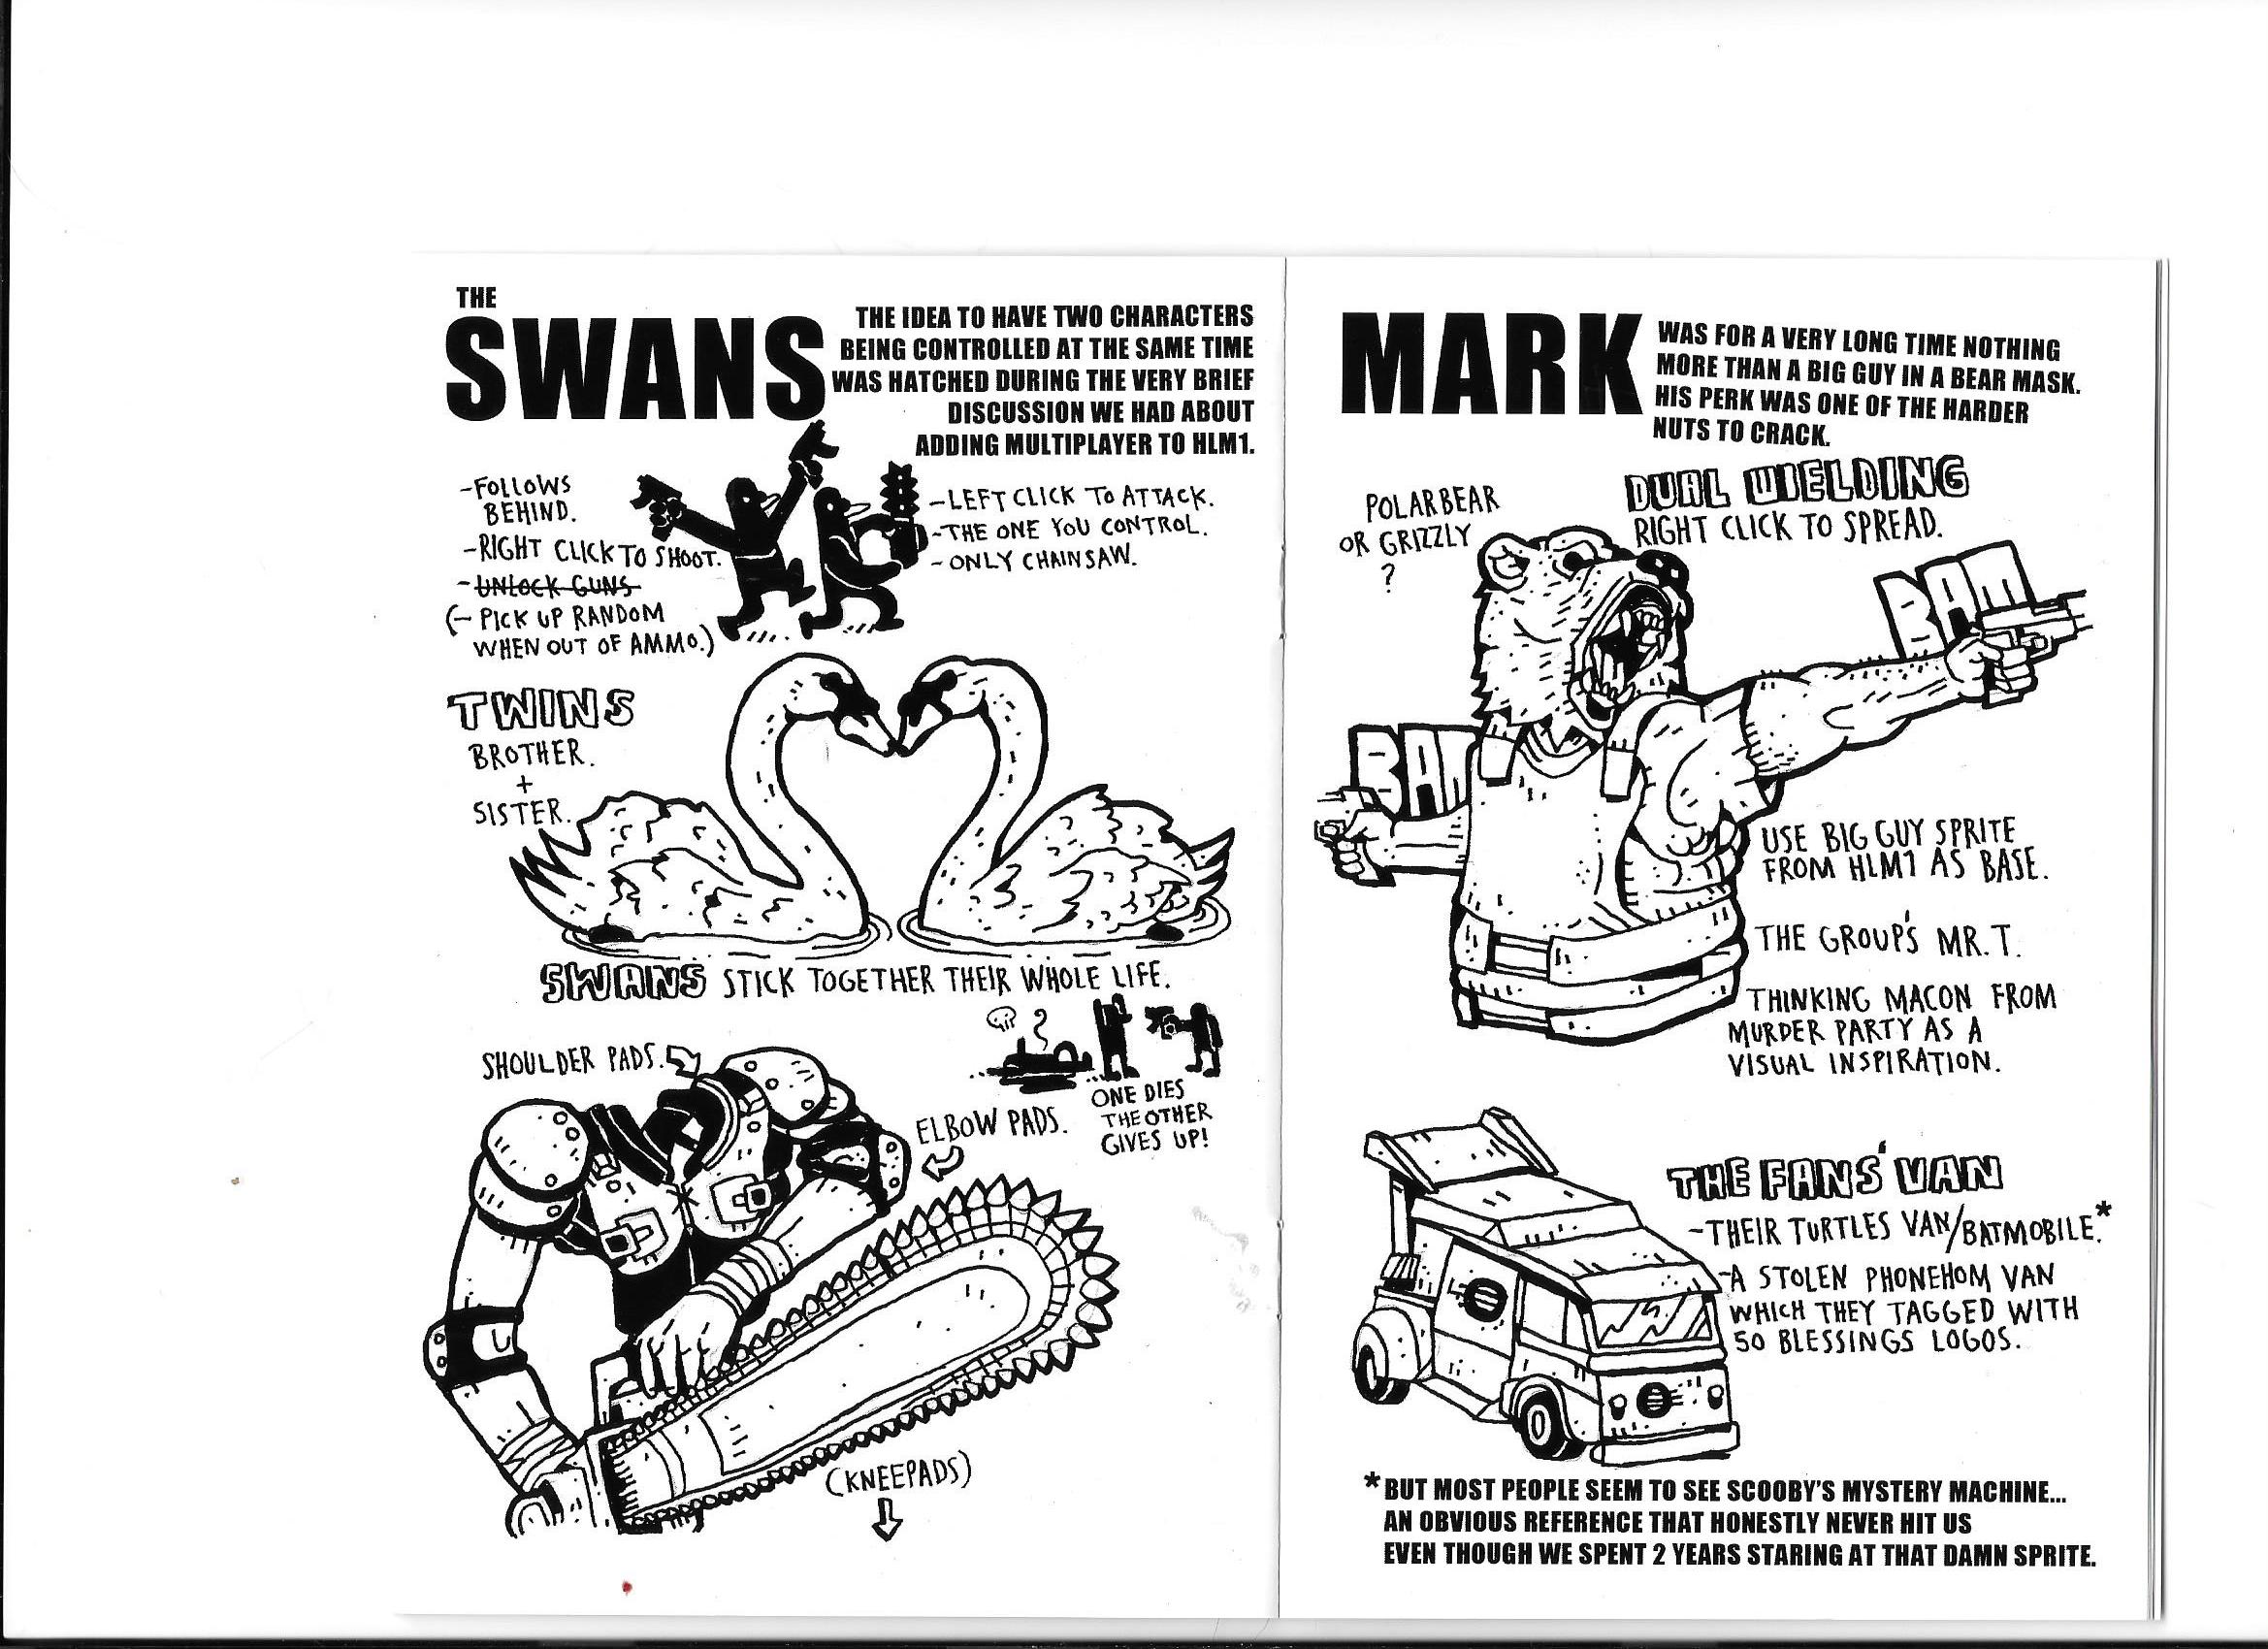 THE
SWANS
THE IDEA TO HAVE TWO CHARACTERS
BEING CONTROLLED AT THE SAME TIME
WAS HATCHED DURING THE VERY BRIEF
DISCUSSION WE HAD ABOUT
ADDING MULTIPLAYER TO HLM1.
-FOLLOWS
BEHIND.
-RIGHT CLICK TO SHOOT.
-UNLOCK GUNS
(- PICK UP RANDOM
WHEN OUT OF AMMO.)
-LEFT CLICK TO ATTACK.
-THE ONE YOU CONTROL.
-ONLY CHAINSAW.
TWINS
BROTHER.
+
SISTER.
SWANS STICK TOGETHER THEIR WHOLE LIFE.
ONE DIES
THE OTHER
GIVES UP!
SHOULDER PADS.
ELBOW PADS.
(KNEEPADS)
MARK
WAS FOR A VERY LONG TIME NOTHING
MORE THAN A BIG GUY IN A BEAR MASK.
HIS PERK WAS ONE OF THE HARDER
NUTS TO CRACK.
POLARBEAR
OR GRIZZLY
?
DUAL WIELDING
RIGHT CLICK TO SPREAD.
BAM
BAM
USE BIG GUY SPRITE
FROM HLM1 AS BASE.
THE GROUP'S MR.T.
THINKING MACON FROM
MURDER PARTY AS A
VISUAL INSPIRATION.
THE FANS' VAN
-THEIR TURTLES VAN/BATMOBILE.*
-A STOLEN PHONEHOM VAN
WHICH THEY TAGGED WITH
50 BLESSINGS LOGOS.
*BUT MOST PEOPLE SEEM TO SEE SCOOBY'S MYSTERY MACHINE...
AN OBVIOUS REFERENCE THAT HONESTLY NEVER HIT US
EVEN THOUGH WE SPENT 2 YEARS STARING AT THAT DAMN SPRITE.